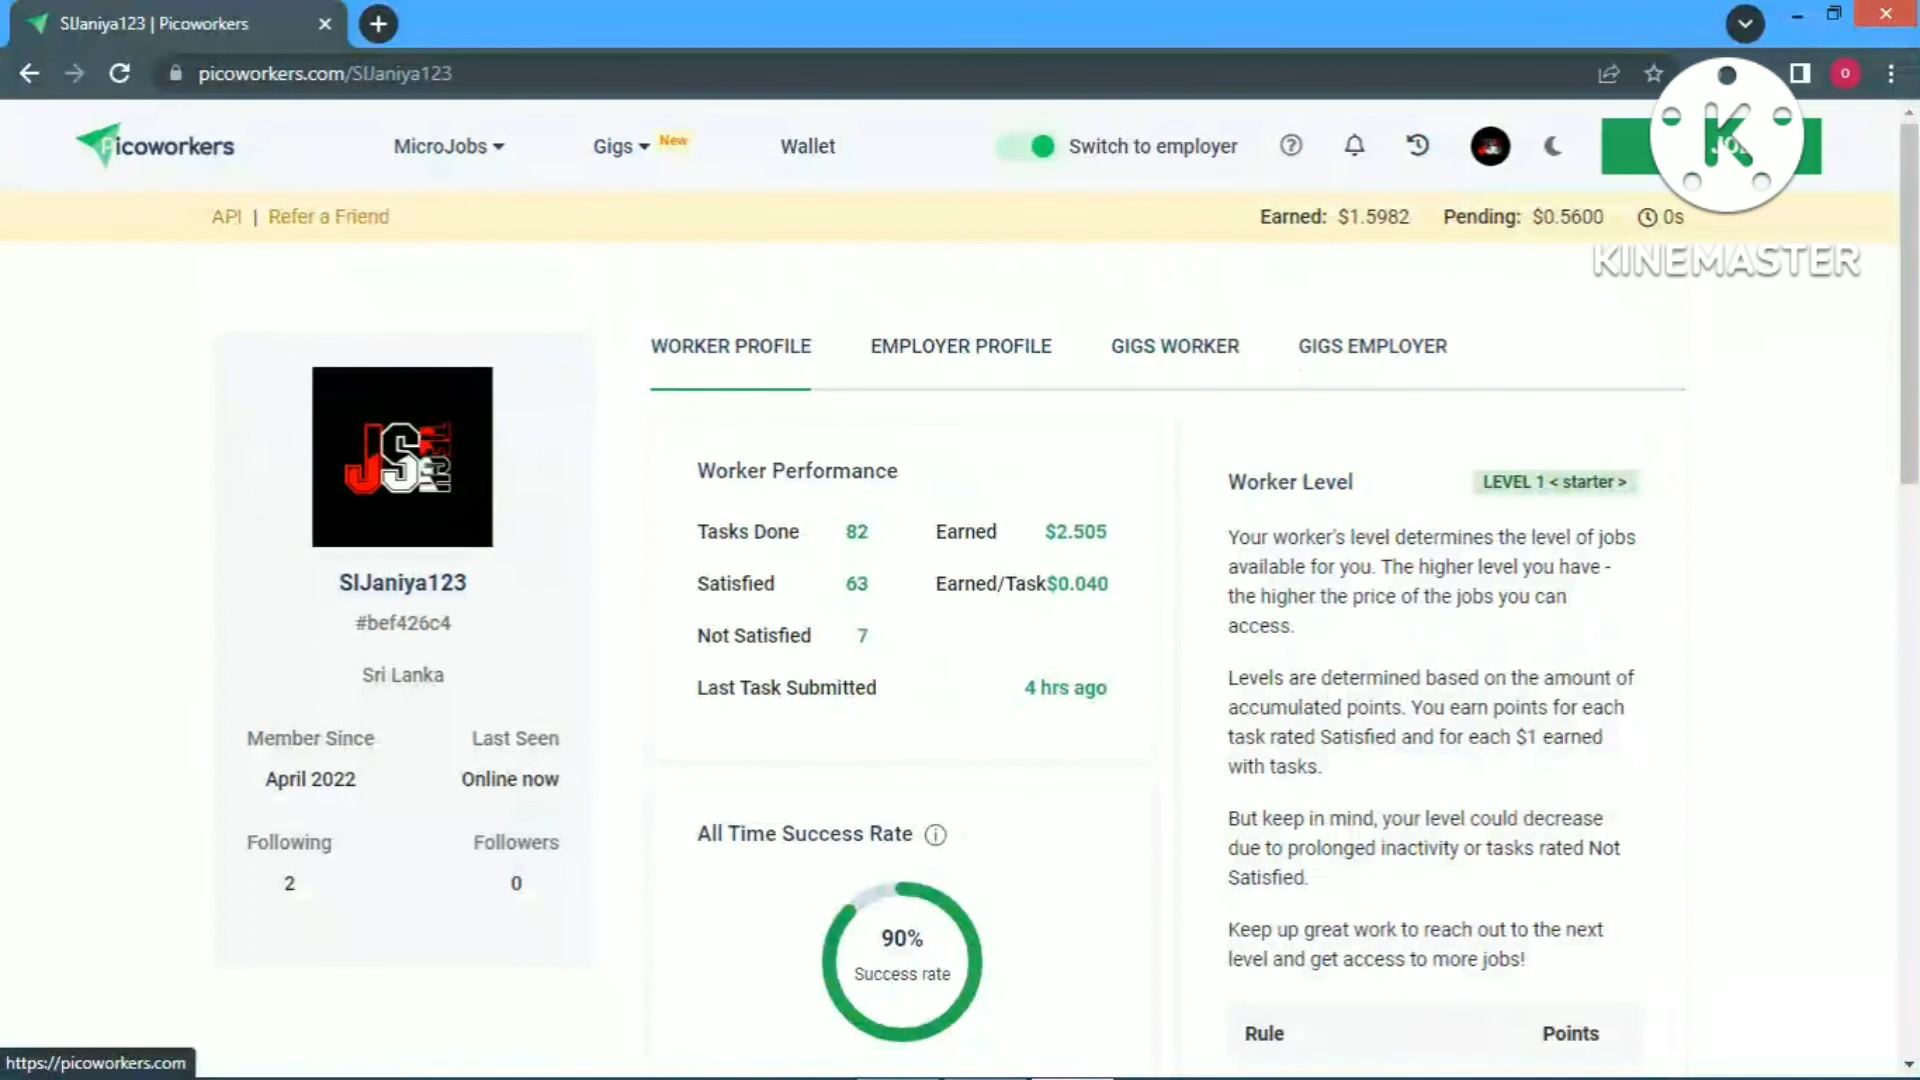 SlJaniya123 | Picoworkers
picoworkers.com/SlJaniya123
Picoworkers
MicroJobs
Gigs
New
Wallet
Switch to employer
API | Refer a Friend
Earned: $1.5982
Pending: $0.5600
0s
KINEMASTER
WORKER PROFILE
EMPLOYER PROFILE
GIGS WORKER
GIGS EMPLOYER
SlJaniya123
#bef426c4
Sri Lanka
Member Since
Last Seen
April 2022
Online now
Following
Followers
2
0
Worker Performance
Tasks Done 82 Earned $2.505
Satisfied 63 Earned/Task $0.040
Not Satisfied 7
Last Task Submitted 4 hrs ago
All Time Success Rate
90%
Success rate
Worker Level
LEVEL 1 < starter >
Your worker's level determines the level of jobs
available for you. The higher level you have -
the higher the price of the jobs you can
access.
Levels are determined based on the amount of
accumulated points. You earn points for each
task rated Satisfied and for each $1 earned
with tasks.
But keep in mind, your level could decrease
due to prolonged inactivity or tasks rated Not
Satisfied.
Keep up great work to reach out to the next
level and get access to more jobs!
Rule Points
https://picoworkers.com